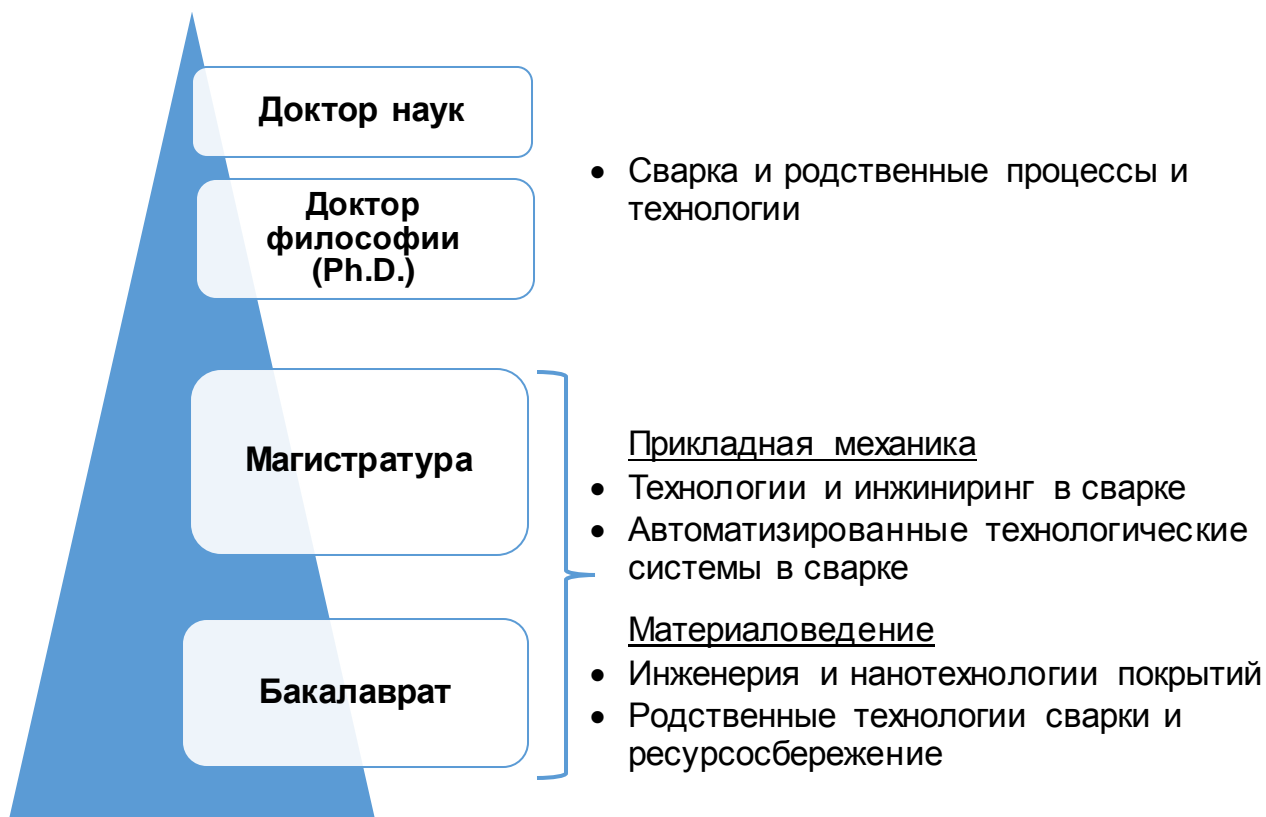 Доктор наук
Доктор
философии
(Ph.D.)
• Сварка и родственные процессы и
технологии
Магистратура
Бакалаврат
Прикладная механика
• Технологии и инжиниринг в сварке
• Автоматизированные технологические
системы в сварке
Материаловедение
• Инженерия и нанотехнологии покрытий
• Родственные технологии сварки и
ресурсосбережение